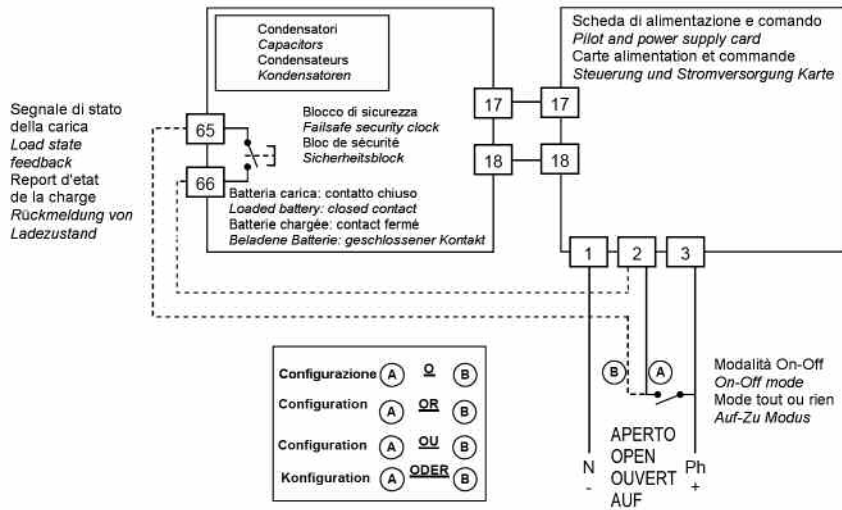 Condensatori
Capacitors
Condensateurs
Kondensatoren
Scheda di alimentazione e comando
Pilot and power supply card
Carte alimentation et commande
Steuerung und Stromversorgung Karte
Segnale di stato
della carica
Load state
feedback
Report d'etat
de la charge
Rückmeldung von
Ladezustand
65
66
Blocco di sicurezza
Failsafe security clock
Bloc de sécurité
Sicherheitsblock
17
17
18
18
Batteria carica: contatto chiuso
Loaded battery: closed contact
Batterie chargée: contact fermé
Beladene Batterie: geschlossener Kontakt
1
2
3
Configurazione A O B
Configuration A OR B
Configuration A OU B
Konfiguration A ODER B
B
A
Modalità On-Off
On-Off mode
Mode tout ou rien
Auf-Zu Modus
APERTO
OPEN
OUVERT
AUF
N
-
Ph
+